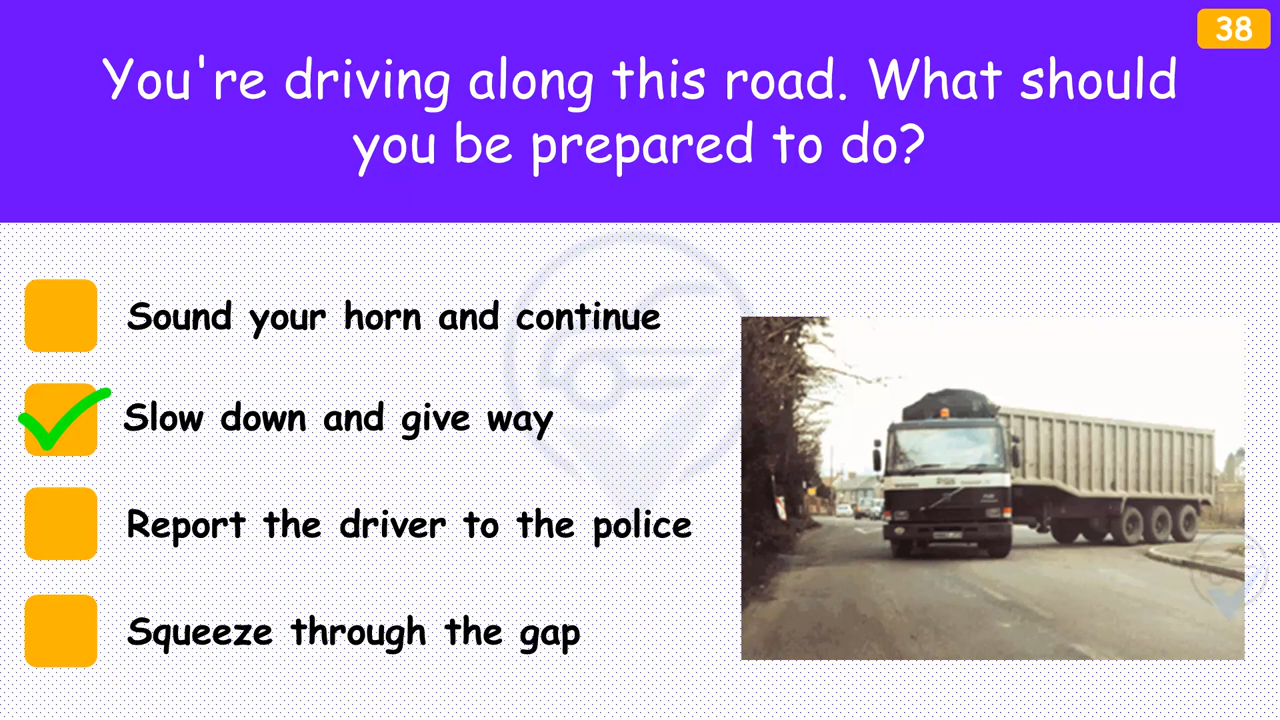 38
You're driving along this road. What should
you be prepared to do?
Sound your horn and continue
Slow down and give way
Report the driver to the police
Squeeze through the gap